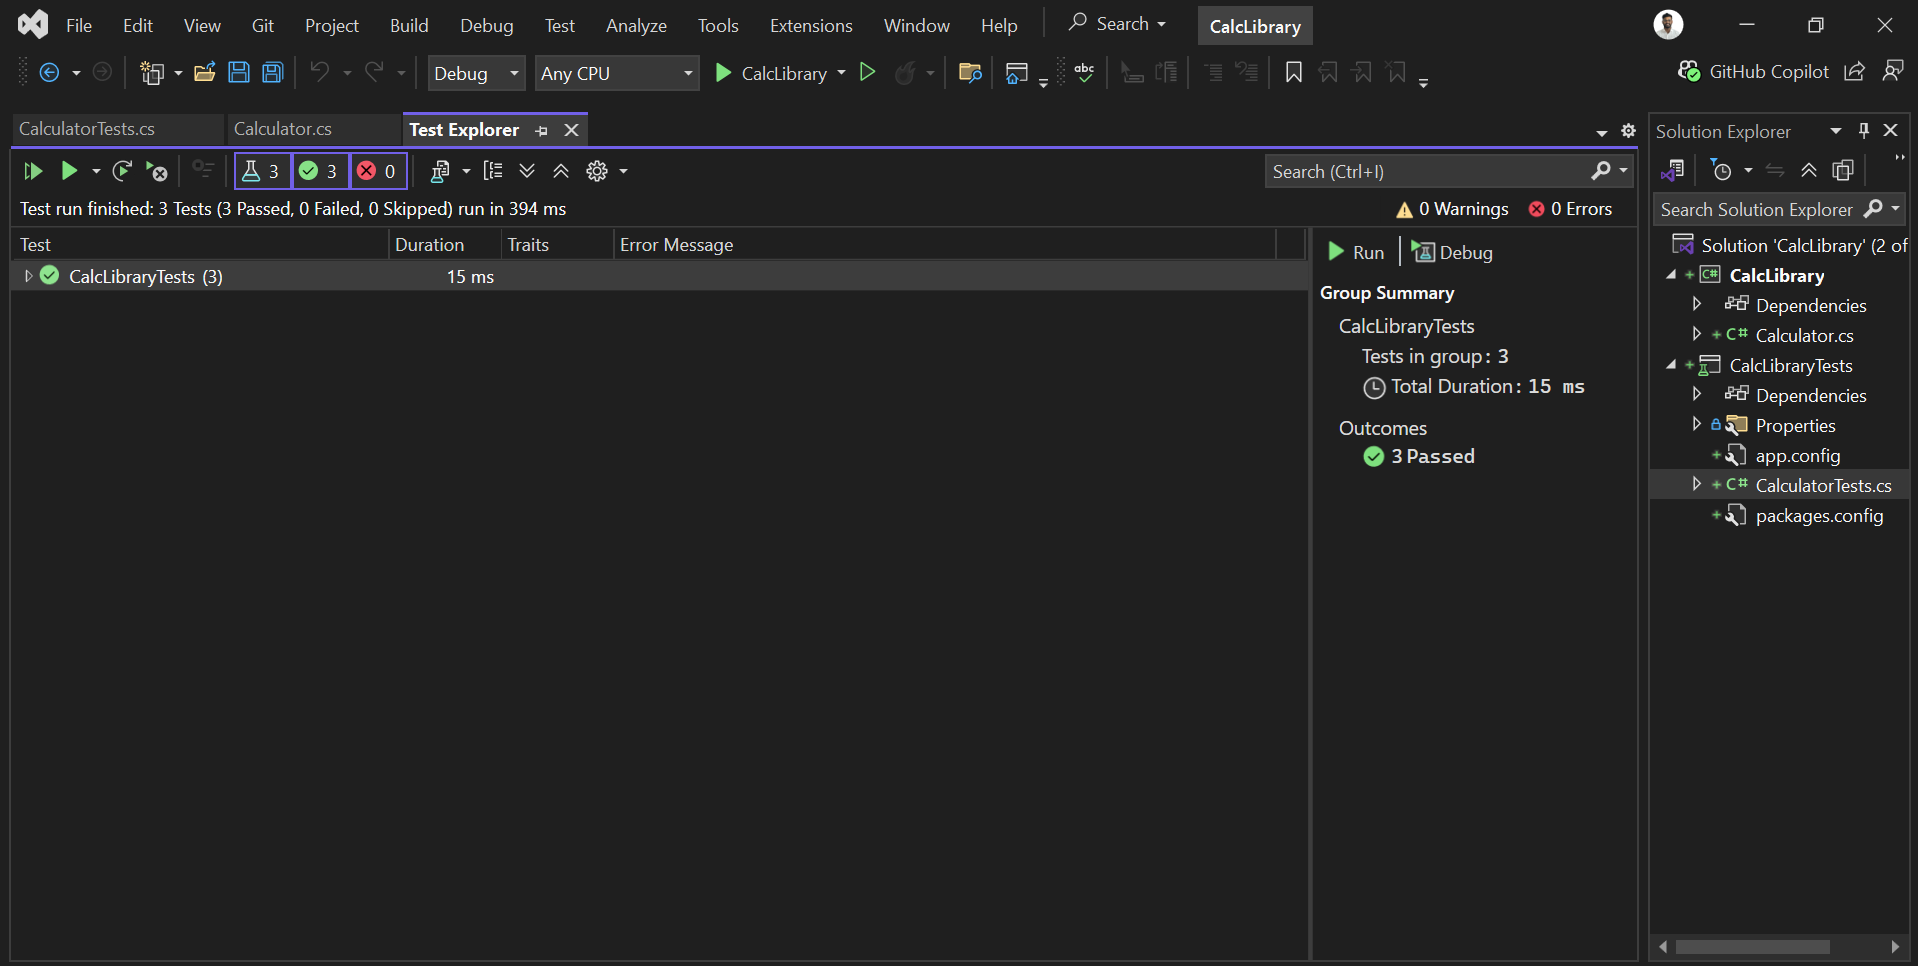 File Edit View Git Project Build Debug Test Analyze Tools Extensions Window Help Search CalcLibrary
Debug Any CPU CalcLibrary abc GitHub Copilot
CalculatorTests.cs Calculator.cs Test Explorer
3 3 0 Search (Ctrl+I)
Test run finished: 3 Tests (3 Passed, 0 Failed, 0 Skipped) run in 394 ms 0 Warnings 0 Errors
Test Duration Traits Error Message
CalcLibraryTests (3) 15 ms
Run Debug
Group Summary
CalcLibraryTests
Tests in group: 3
Total Duration: 15 ms
Outcomes
3 Passed
Solution Explorer
Search Solution Explorer
Solution 'CalcLibrary' (2 of
C# CalcLibrary
Dependencies
C# Calculator.cs
CalcLibraryTests
Dependencies
Properties
app.config
C# CalculatorTests.cs
packages.config